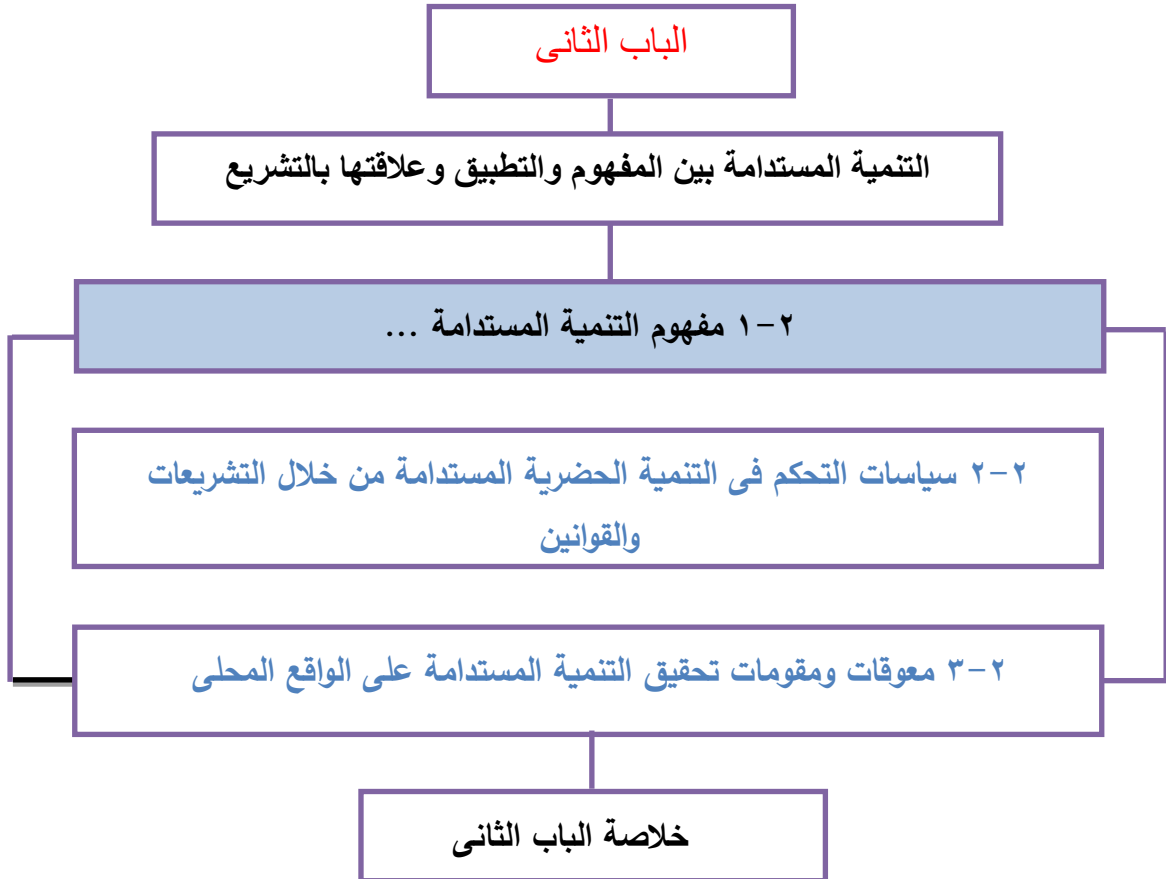 الباب الثانى
التنمية المستدامة بين المفهوم والتطبيق وعلاقتها بالتشريع
٢-١ مفهوم التنمية المستدامة ...
٢-٢ سياسات التحكم فى التنمية الحضرية المستدامة من خلال التشريعات
والقوانين
٢-٣ معوقات ومقومات تحقيق التنمية المستدامة على الواقع المحلى
خلاصة الباب الثانى